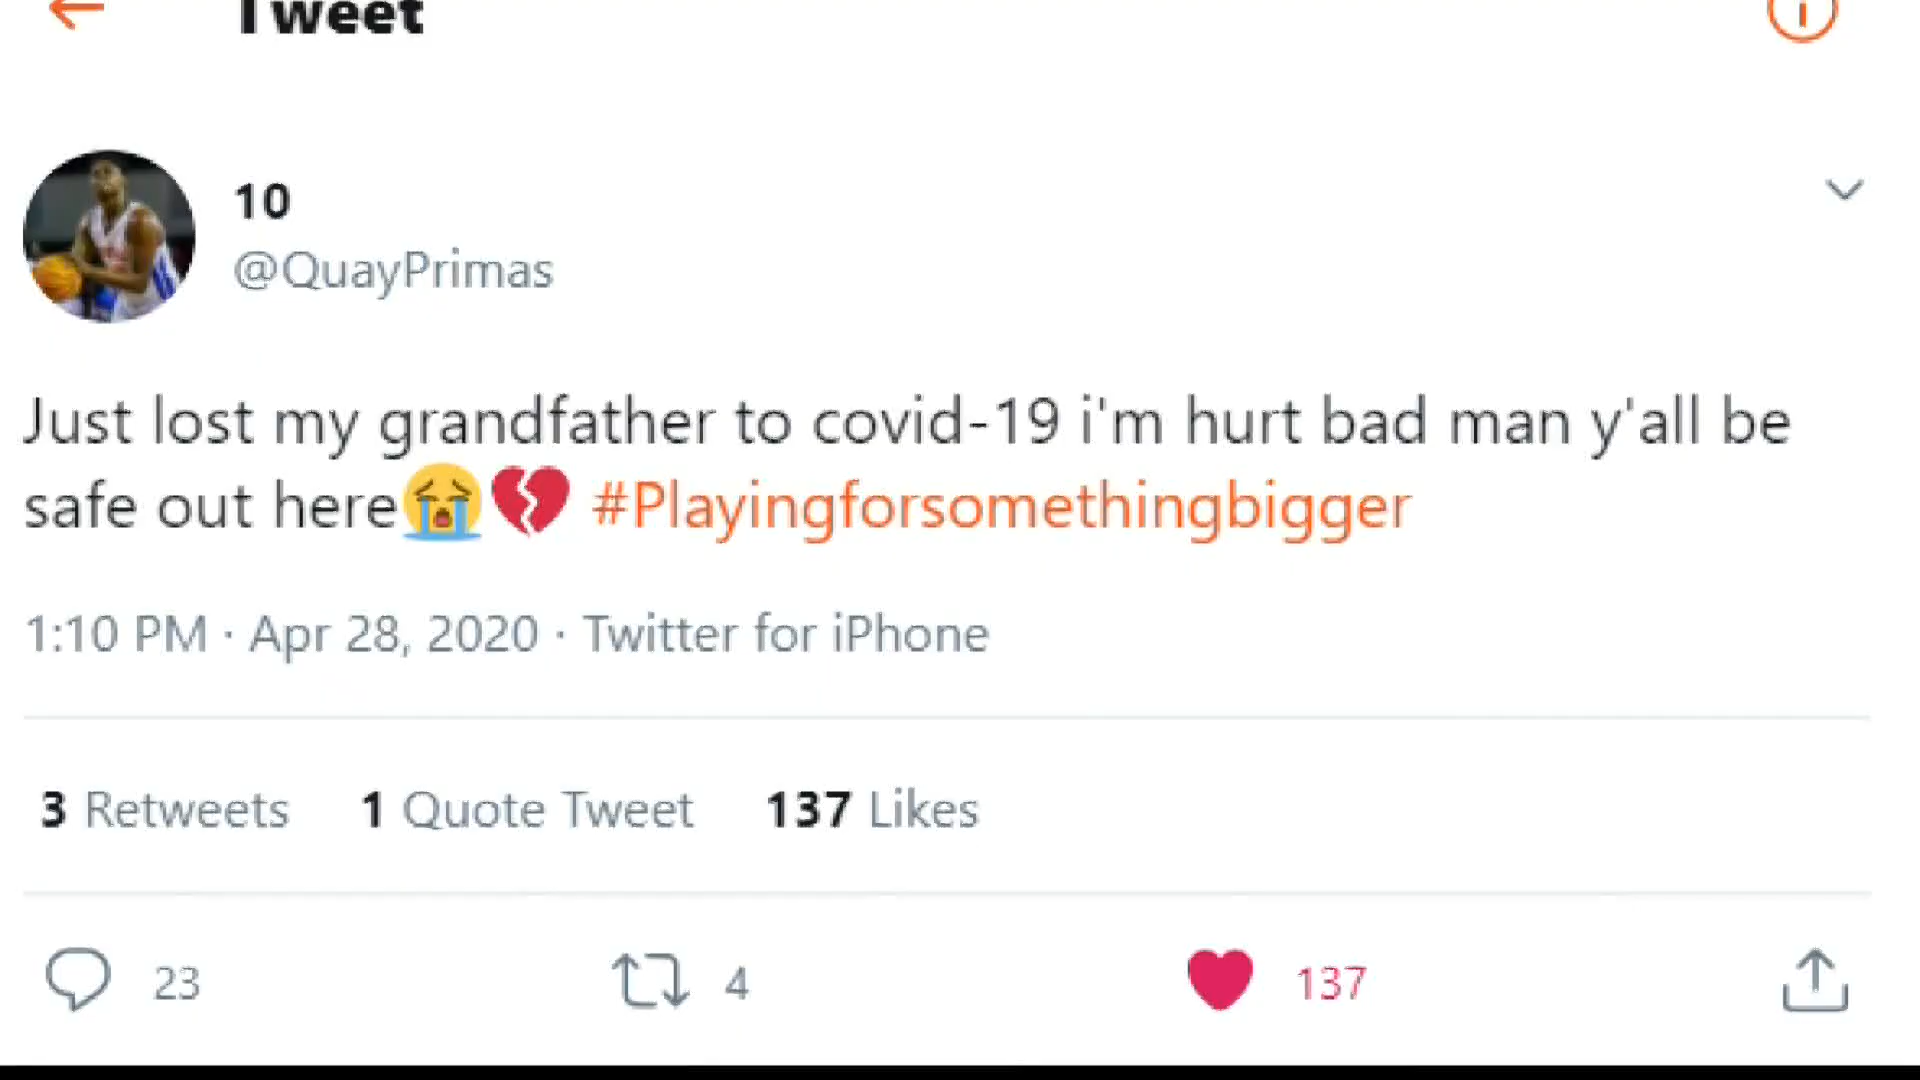 Tweet
10
@QuayPrimas
Just lost my grandfather to covid-19 i'm hurt bad man y'all be
safe out here😭💔 #Playingforsomethingbigger
1:10 PM · Apr 28, 2020 · Twitter for iPhone
3 Retweets 1 Quote Tweet 137 Likes
23 4 137